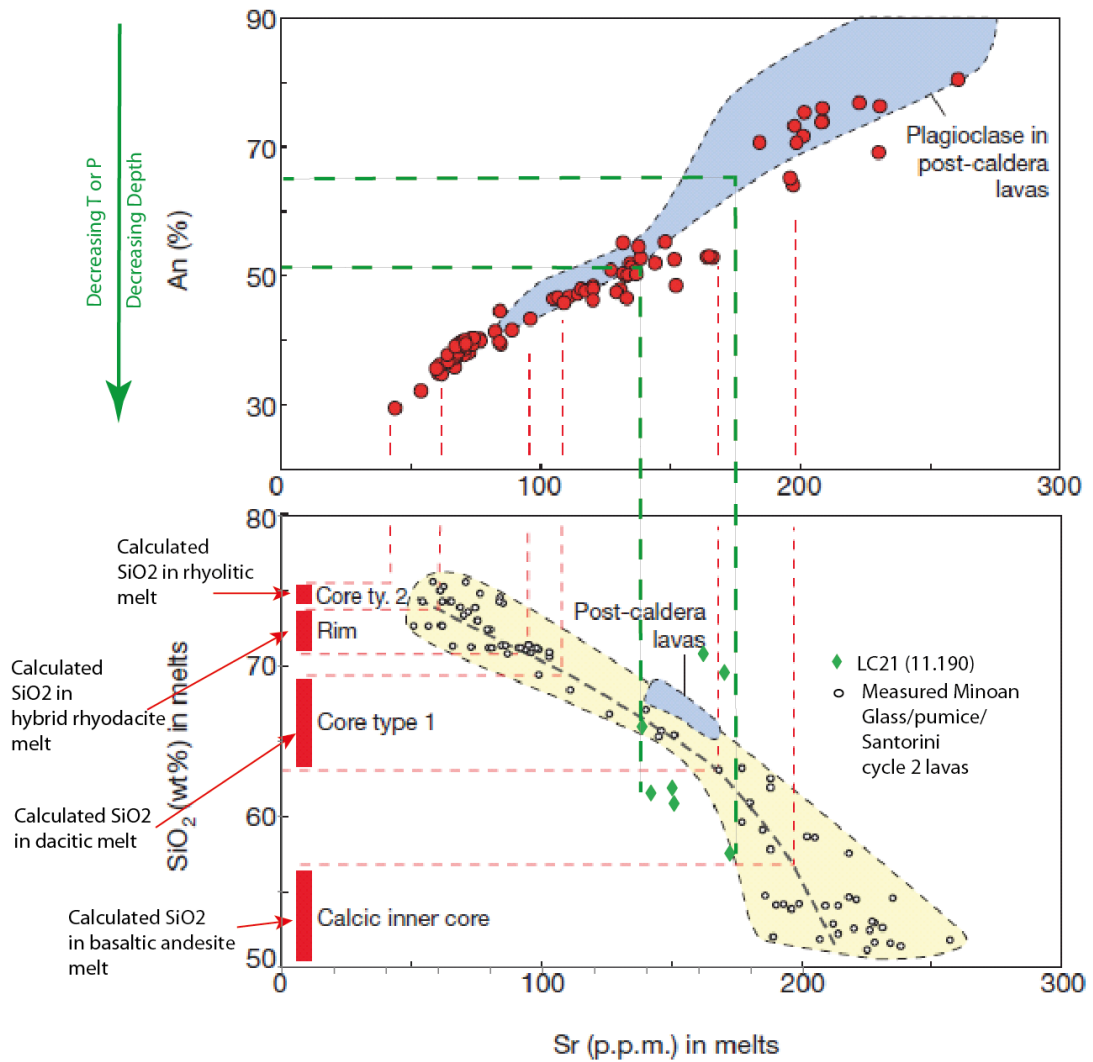 90
70
50
30
An (%)
Decreasing T or P
Decreasing Depth
Plagioclase in
post-caldera
lavas
0
100
200
300
80
70
60
50
SiO₂ (wt%) in melts
Calculated
SiO2 in rhyolitic
melt
Calculated
SiO2 in
hybrid rhyodacite
melt
Calculated SiO2
in dacitic melt
Calculated SiO2
in basaltic andesite
melt
Core ty. 2
Rim
Core type 1
Calcic inner core
Post-caldera
lavas
LC21 (11.190)
Measured Minoan
Glass/pumice/
Santorini
cycle 2 lavas
0
100
200
300
Sr (p.p.m.) in melts